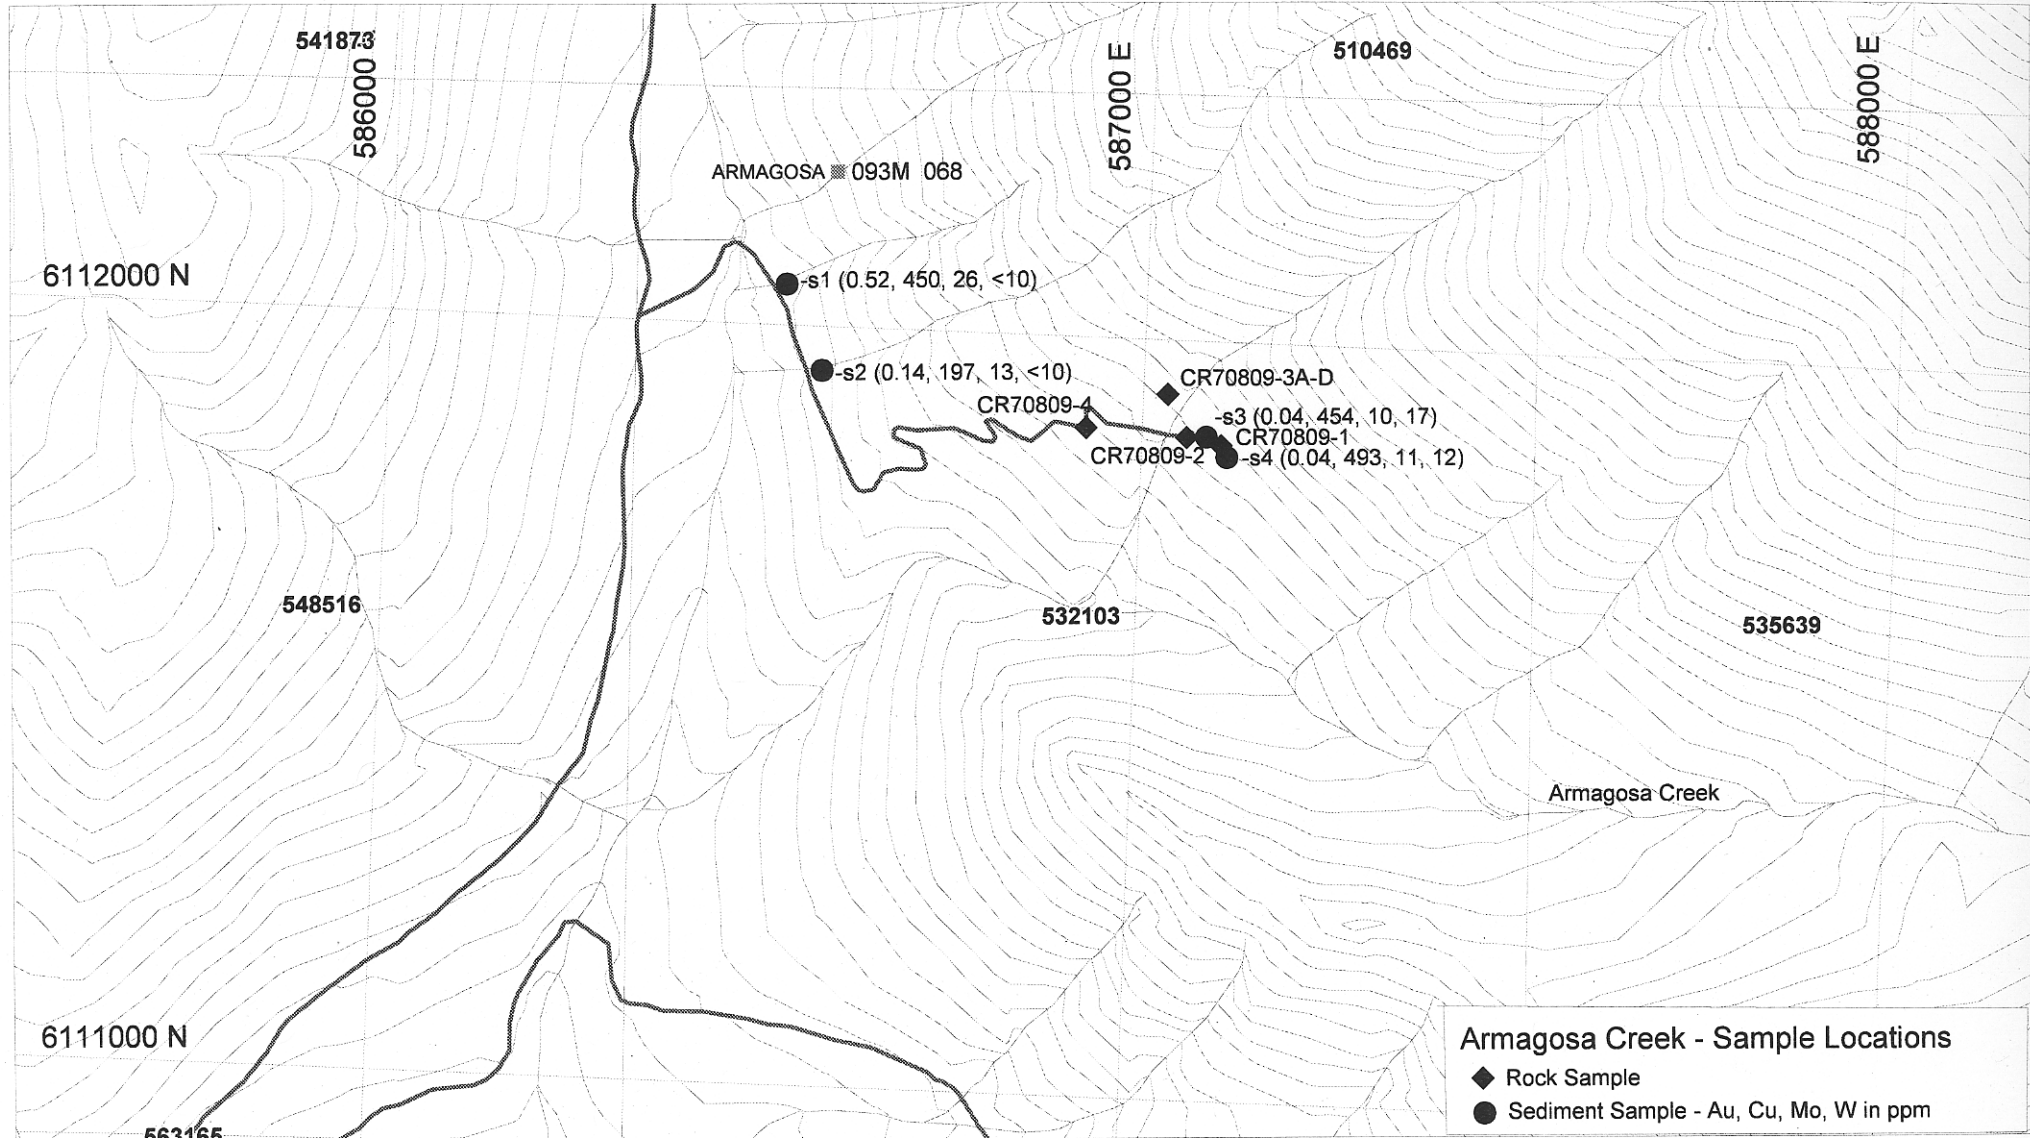 541873
510469
586000 E
587000 E
588000 E
ARMAGOSA 093M 068
6112000 N
-s1 (0.52, 450, 26, <10)
-s2 (0.14, 197, 13, <10)
CR70809-3A-D
CR70809-4
-s3 (0.04, 454, 10, 17)
CR70809-1
CR70809-2
-s4 (0.04, 493, 11, 12)
548516
532103
535639
Armagosa Creek
6111000 N
563165
Armagosa Creek - Sample Locations
Rock Sample
Sediment Sample - Au, Cu, Mo, W in ppm